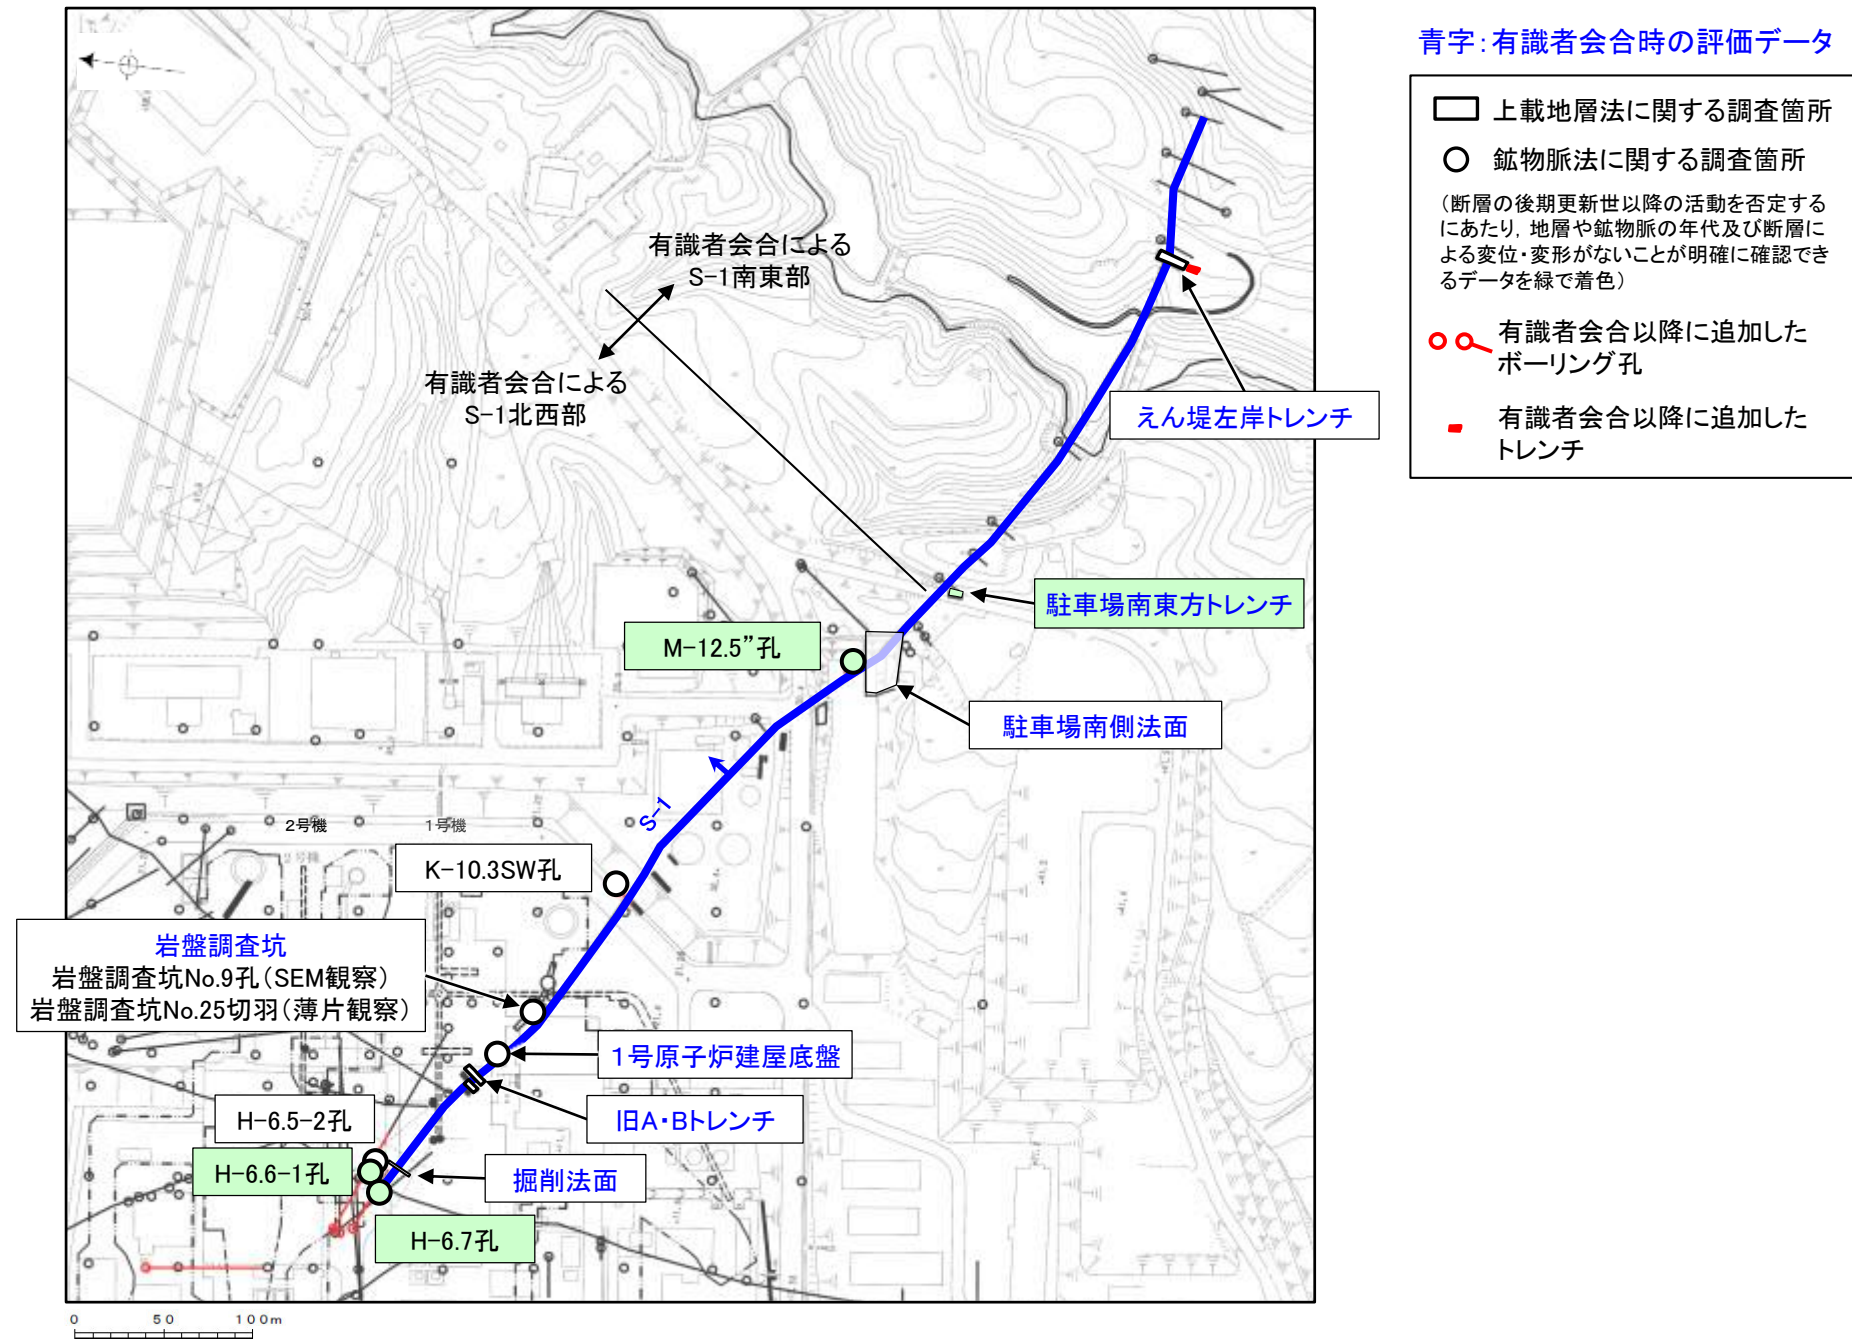 青字：有識者会合時の評価データ
上載地層法に関する調査箇所
鉱物脈法に関する調査箇所
（断層の後期更新世以降の活動を否定する
にあたり，地層や鉱物脈の年代及び断層に
よる変位・変形がないことが明確に確認でき
るデータを緑で着色）
有識者会合以降に追加した
ボーリング孔
有識者会合以降に追加した
トレンチ
有識者会合による
S-1南東部
有識者会合による
S-1北西部
えん堤左岸トレンチ
駐車場南東方トレンチ
M-12.5”孔
駐車場南側法面
S-1
2号機
1号機
K-10.3SW孔
岩盤調査坑
岩盤調査坑No.9孔（SEM観察）
岩盤調査坑No.25切羽（薄片観察）
1号原子炉建屋底盤
旧A・Bトレンチ
H-6.5-2孔
H-6.6-1孔
掘削法面
H-6.7孔
0 50 100m